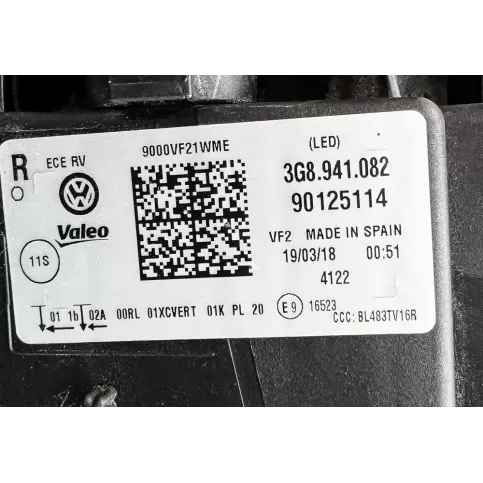 R ECE RV 9000VF21WME (LED)
3G8.941.082
90125114
Valeo
VF2 MADE IN SPAIN
19/03/18 00:51
11S
4122
01 1b 02A 00RL 01XCVERT 01K PL 20 E9 16523
CCC: BL483TV16R